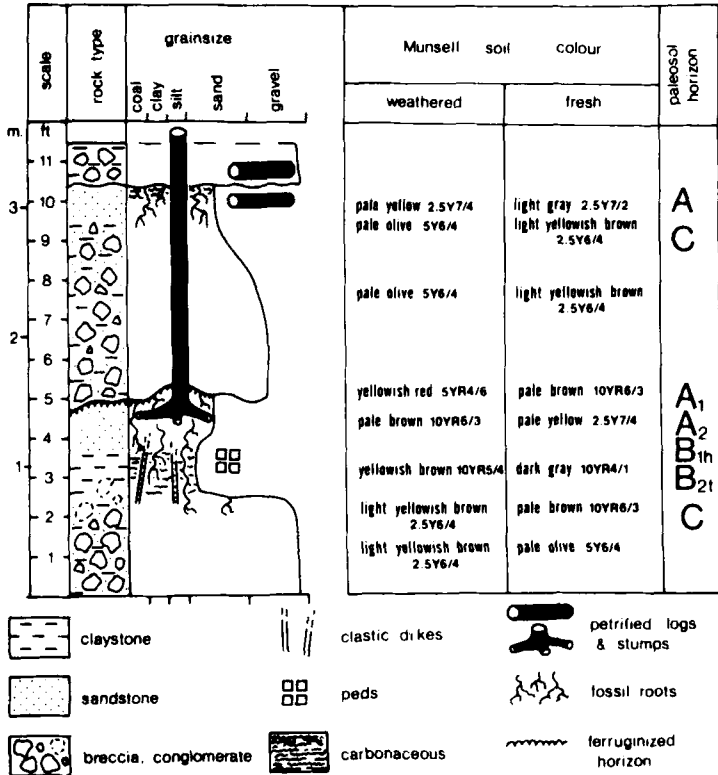 scale
rock type
grainsize
coal
clay
silt
sand
gravel
Munsell soil colour
weathered
fresh
paleosol horizon
m. ft
11
3 10
9
8
7
2
6
5
4
1
3
2
1
pale yellow 2.5Y7/4 light gray 2.5Y7/2 A
pale olive 5Y6/4 light yellowish brown C
2.5Y6/4
pale olive 5Y6/4 light yellowish brown
2.5Y6/4
yellowish red 5YR4/6 pale brown 10YR6/3 A1
pale brown 10YR6/3 pale yellow 2.5Y7/4 A2
B1h
yellowish brown 10YR5/4 dark gray 10YR4/1 B2t
light yellowish brown pale brown 10YR6/3 C
2.5Y6/4
light yellowish brown pale olive 5Y6/4
2.5Y6/4
claystone
clastic dikes
petrified logs
& stumps
sandstone
peds
fossil roots
breccia, conglomerate
carbonaceous
ferruginized
horizon